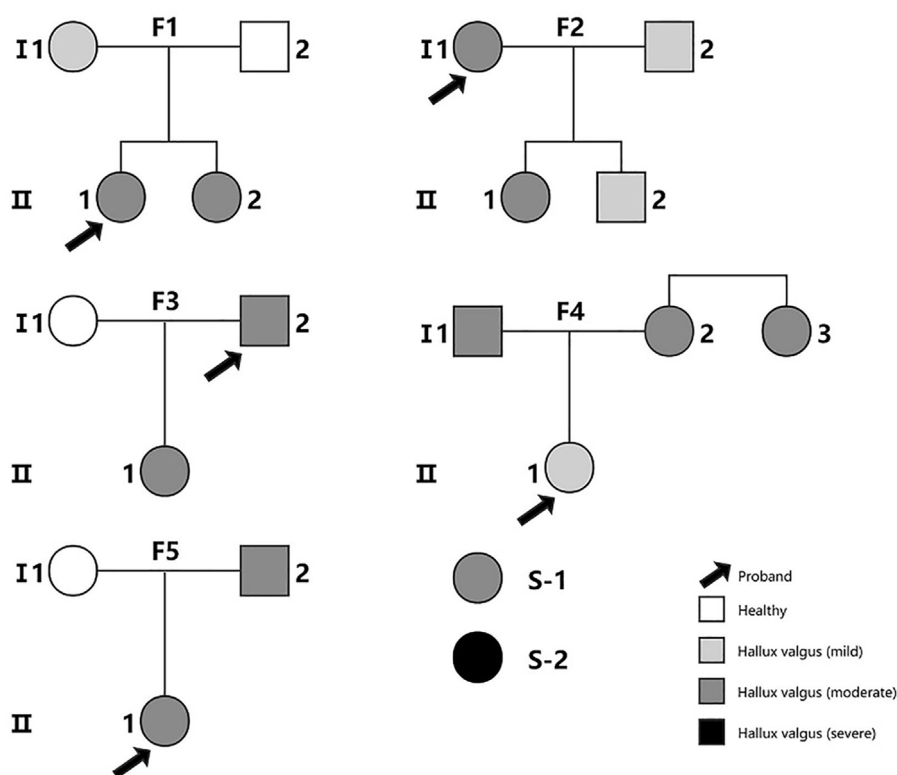 F1
I1
2
II
1
2
F2
I1
2
II
1
2
F3
I1
2
II
1
F4
I1
2
3
II
1
F5
I1
2
II
1
S-1
S-2
Proband
Healthy
Hallux valgus (mild)
Hallux valgus (moderate)
Hallux valgus (severe)